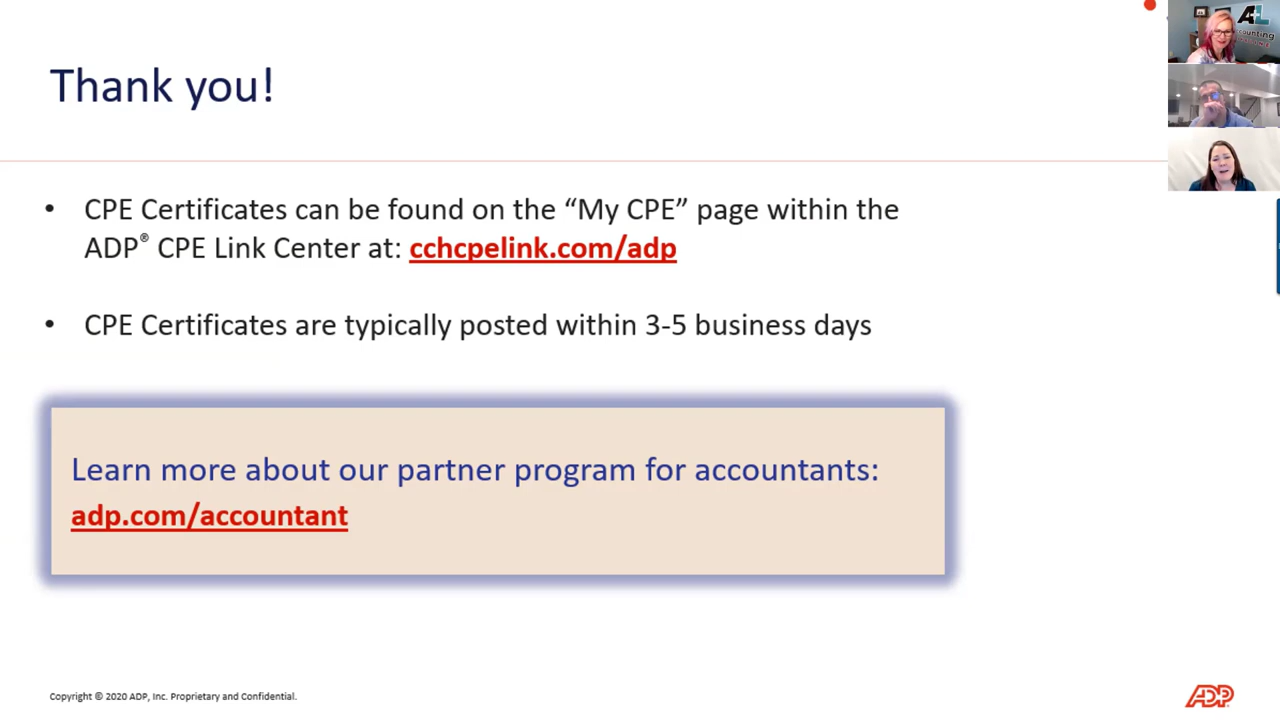 Thank you!
• CPE Certificates can be found on the “My CPE” page within the
ADP® CPE Link Center at: cchcpelink.com/adp
• CPE Certificates are typically posted within 3-5 business days
Learn more about our partner program for accountants:
adp.com/accountant
Copyright © 2020 ADP, Inc. Proprietary and Confidential.
ADP